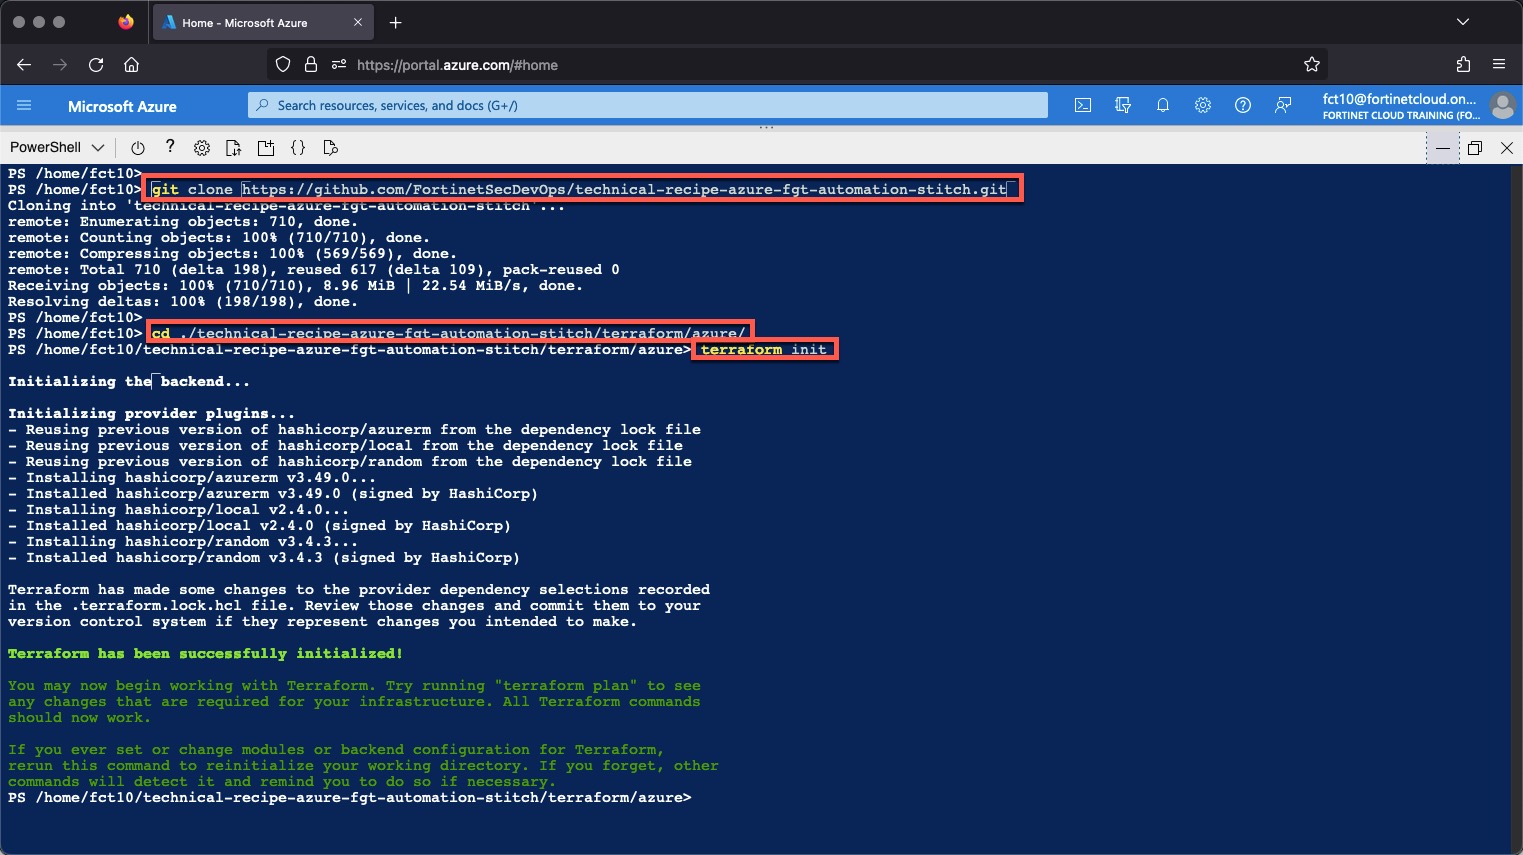 Home - Microsoft Azure
https://portal.azure.com/#home
Microsoft Azure
Search resources, services, and docs (G+/)
fct10@fortinetcloud.on...
FORTINET CLOUD TRAINING (FO...
PowerShell
PS /home/fct10>
PS /home/fct10> git clone https://github.com/FortinetSecDevOps/technical-recipe-azure-fgt-automation-stitch.git
Cloning into 'technical-recipe-azure-fgt-automation-stitch'...
remote: Enumerating objects: 710, done.
remote: Counting objects: 100% (710/710), done.
remote: Compressing objects: 100% (569/569), done.
remote: Total 710 (delta 198), reused 617 (delta 109), pack-reused 0
Receiving objects: 100% (710/710), 8.96 MiB | 22.54 MiB/s, done.
Resolving deltas: 100% (198/198), done.
PS /home/fct10>
PS /home/fct10> cd ./technical-recipe-azure-fgt-automation-stitch/terraform/azure/
PS /home/fct10/technical-recipe-azure-fgt-automation-stitch/terraform/azure> terraform init
Initializing the backend...
Initializing provider plugins...
- Reusing previous version of hashicorp/azurerm from the dependency lock file
- Reusing previous version of hashicorp/local from the dependency lock file
- Reusing previous version of hashicorp/random from the dependency lock file
- Installing hashicorp/azurerm v3.49.0...
- Installed hashicorp/azurerm v3.49.0 (signed by HashiCorp)
- Installing hashicorp/local v2.4.0...
- Installed hashicorp/local v2.4.0 (signed by HashiCorp)
- Installing hashicorp/random v3.4.3...
- Installed hashicorp/random v3.4.3 (signed by HashiCorp)
Terraform has made some changes to the provider dependency selections recorded
in the .terraform.lock.hcl file. Review those changes and commit them to your
version control system if they represent changes you intended to make.
Terraform has been successfully initialized!
You may now begin working with Terraform. Try running "terraform plan" to see
any changes that are required for your infrastructure. All Terraform commands
should now work.
If you ever set or change modules or backend configuration for Terraform,
rerun this command to reinitialize your working directory. If you forget, other
commands will detect it and remind you to do so if necessary.
PS /home/fct10/technical-recipe-azure-fgt-automation-stitch/terraform/azure>